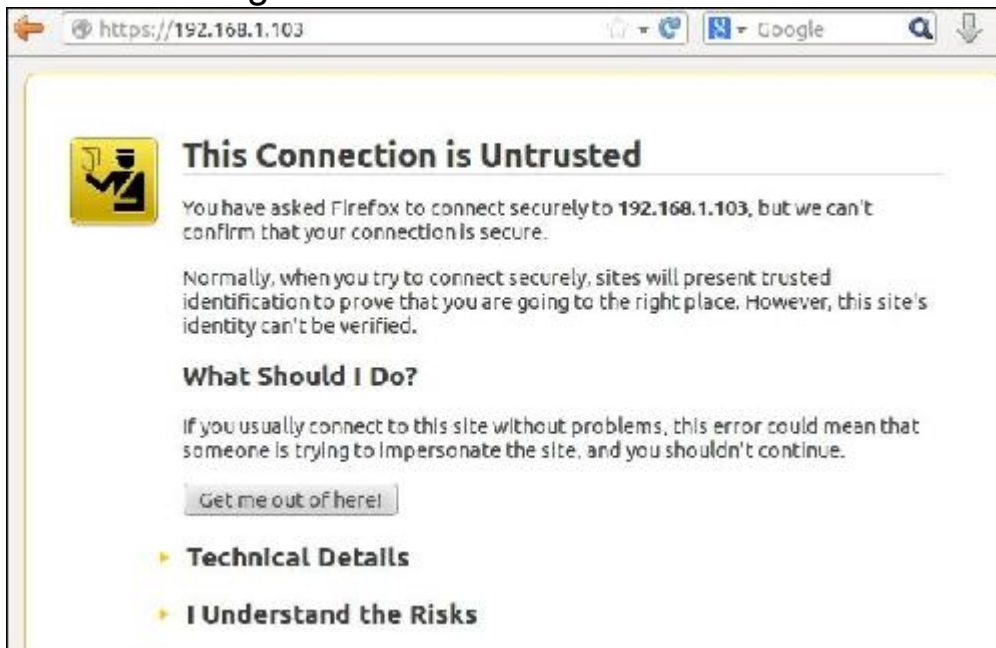 https://192.168.1.103
Google
This Connection is Untrusted
You have asked Firefox to connect securely to 192.168.1.103, but we can't
confirm that your connection is secure.
Normally, when you try to connect securely, sites will present trusted
identification to prove that you are going to the right place. However, this site's
identity can't be verified.
What Should I Do?
If you usually connect to this site without problems, this error could mean that
someone is trying to impersonate the site, and you shouldn't continue.
Get me out of here!
Technical Details
I Understand the Risks